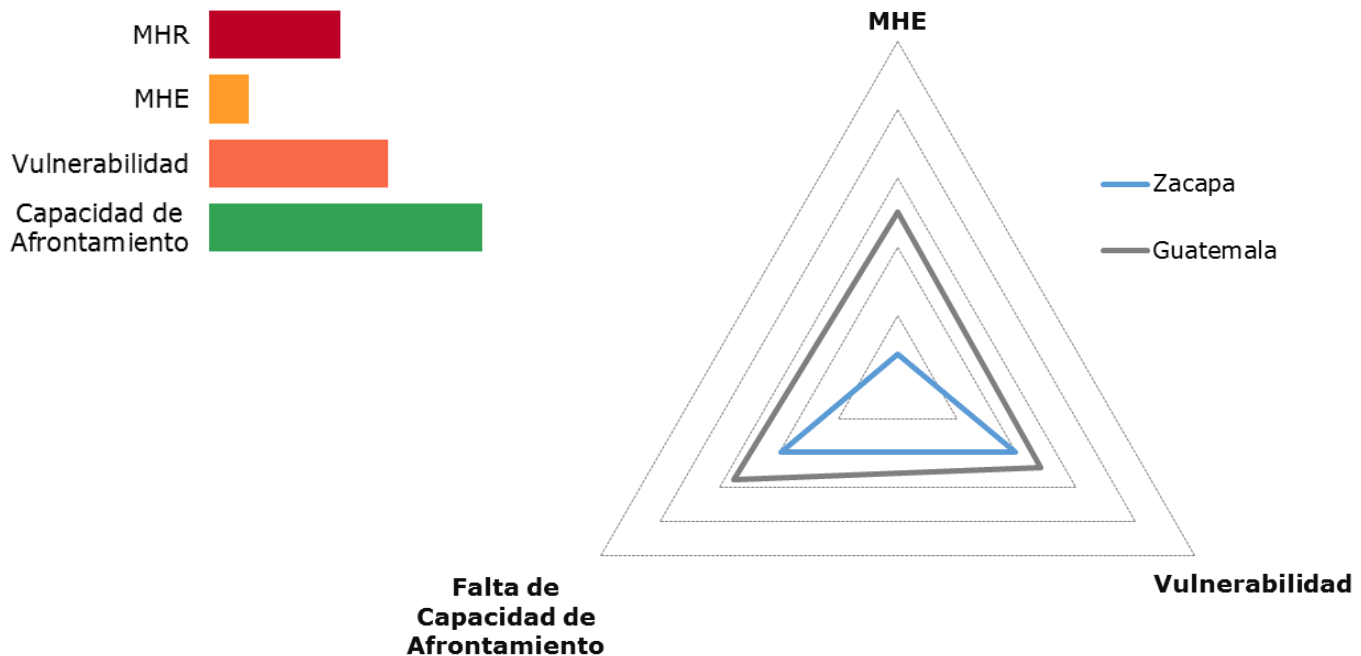 MHR
MHE
Vulnerabilidad
Capacidad de
Afrontamiento
MHE
Zacapa
Guatemala
Falta de
Capacidad de
Afrontamiento
Vulnerabilidad